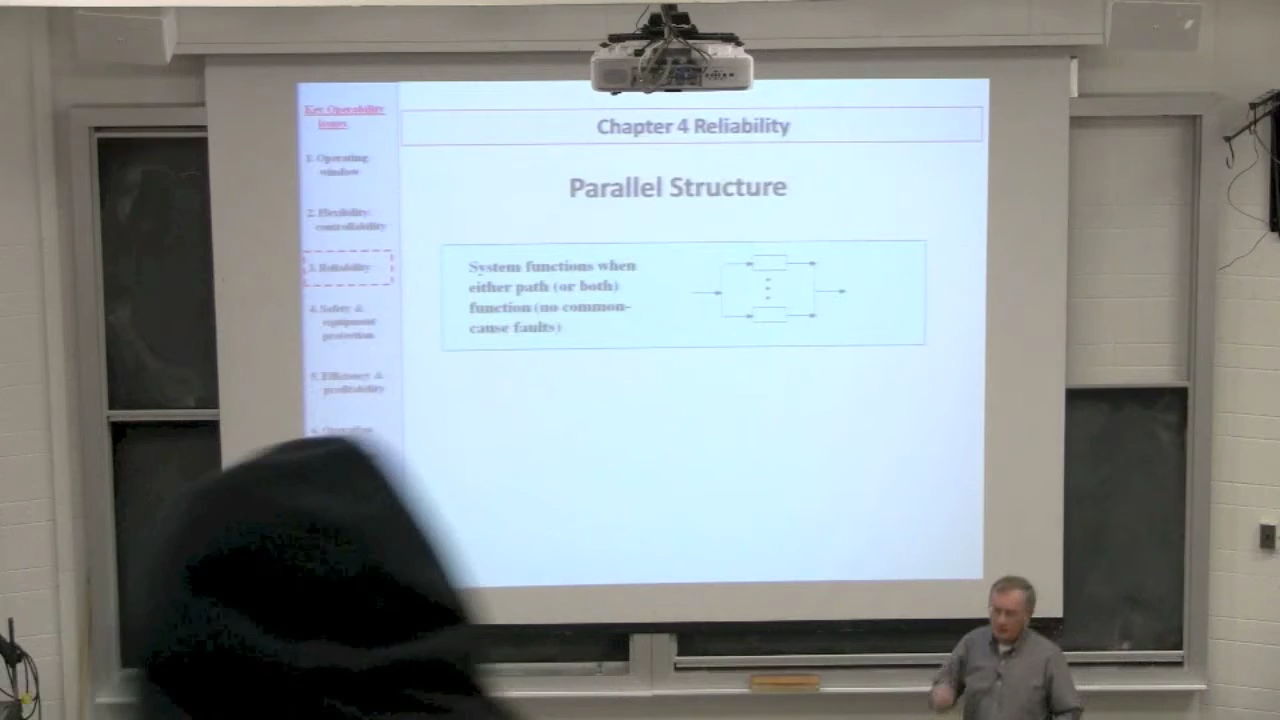 Key Operability
issues
1. Operating
window
2. Flexibility/
controllability
3. Reliability
4. Safety &
equipment
protection
5. Efficiency &
profitability
Chapter 4 Reliability
Parallel Structure
System functions when
either path (or both)
function (no common-
cause faults)